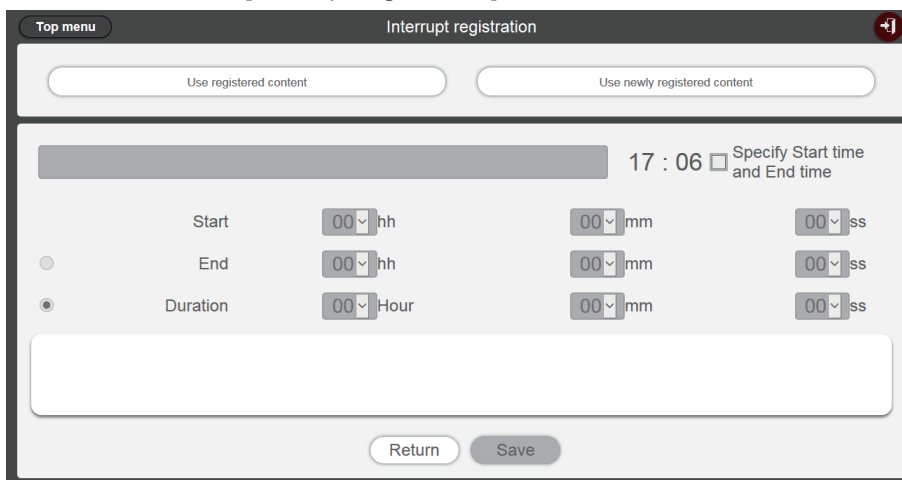 Top menu
Interrupt registration
Use registered content
Use newly registered content
17 : 06
Specify Start time
and End time
Start 00 hh 00 mm 00 ss
End 00 hh 00 mm 00 ss
Duration 00 Hour 00 mm 00 ss
Return
Save